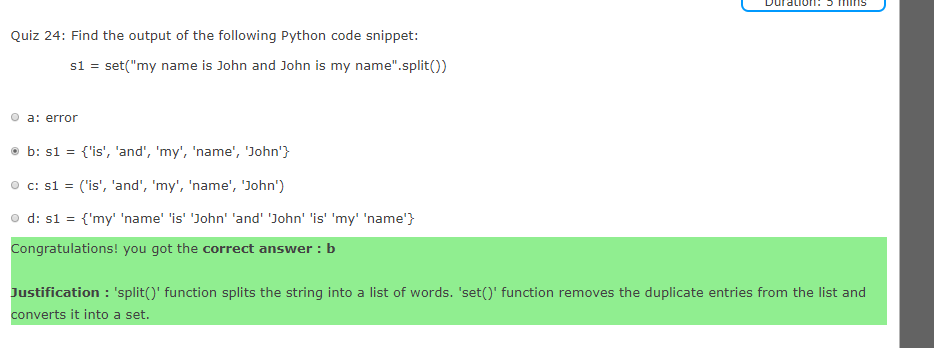 Duration: 5 mins
Quiz 24: Find the output of the following Python code snippet:
s1 = set("my name is John and John is my name".split())
a: error
b: s1 = {'is', 'and', 'my', 'name', 'John'}
c: s1 = ('is', 'and', 'my', 'name', 'John')
d: s1 = {'my' 'name' 'is' 'John' 'and' 'John' 'is' 'my' 'name'}
Congratulations! you got the correct answer : b
Justification : 'split()' function splits the string into a list of words. 'set()' function removes the duplicate entries from the list and
converts it into a set.